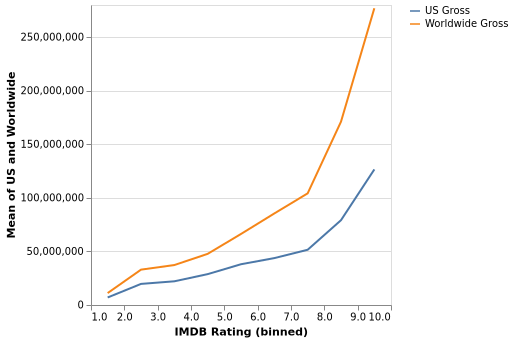 US Gross
Worldwide Gross
Mean of US and Worldwide
250,000,000
200,000,000
150,000,000
100,000,000
50,000,000
0
1.0 2.0 3.0 4.0 5.0 6.0 7.0 8.0 9.0 10.0
IMDB Rating (binned)